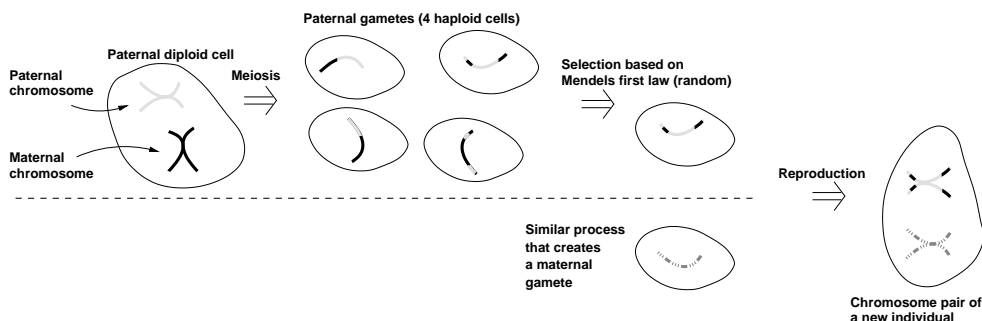 Paternal gametes (4 haploid cells)
Paternal diploid cell
Paternal
chromosome
Meiosis
Selection based on
Mendels first law (random)
Maternal
chromosome
Reproduction
Similar process
that creates
a maternal
gamete
Chromosome pair of
a new individual